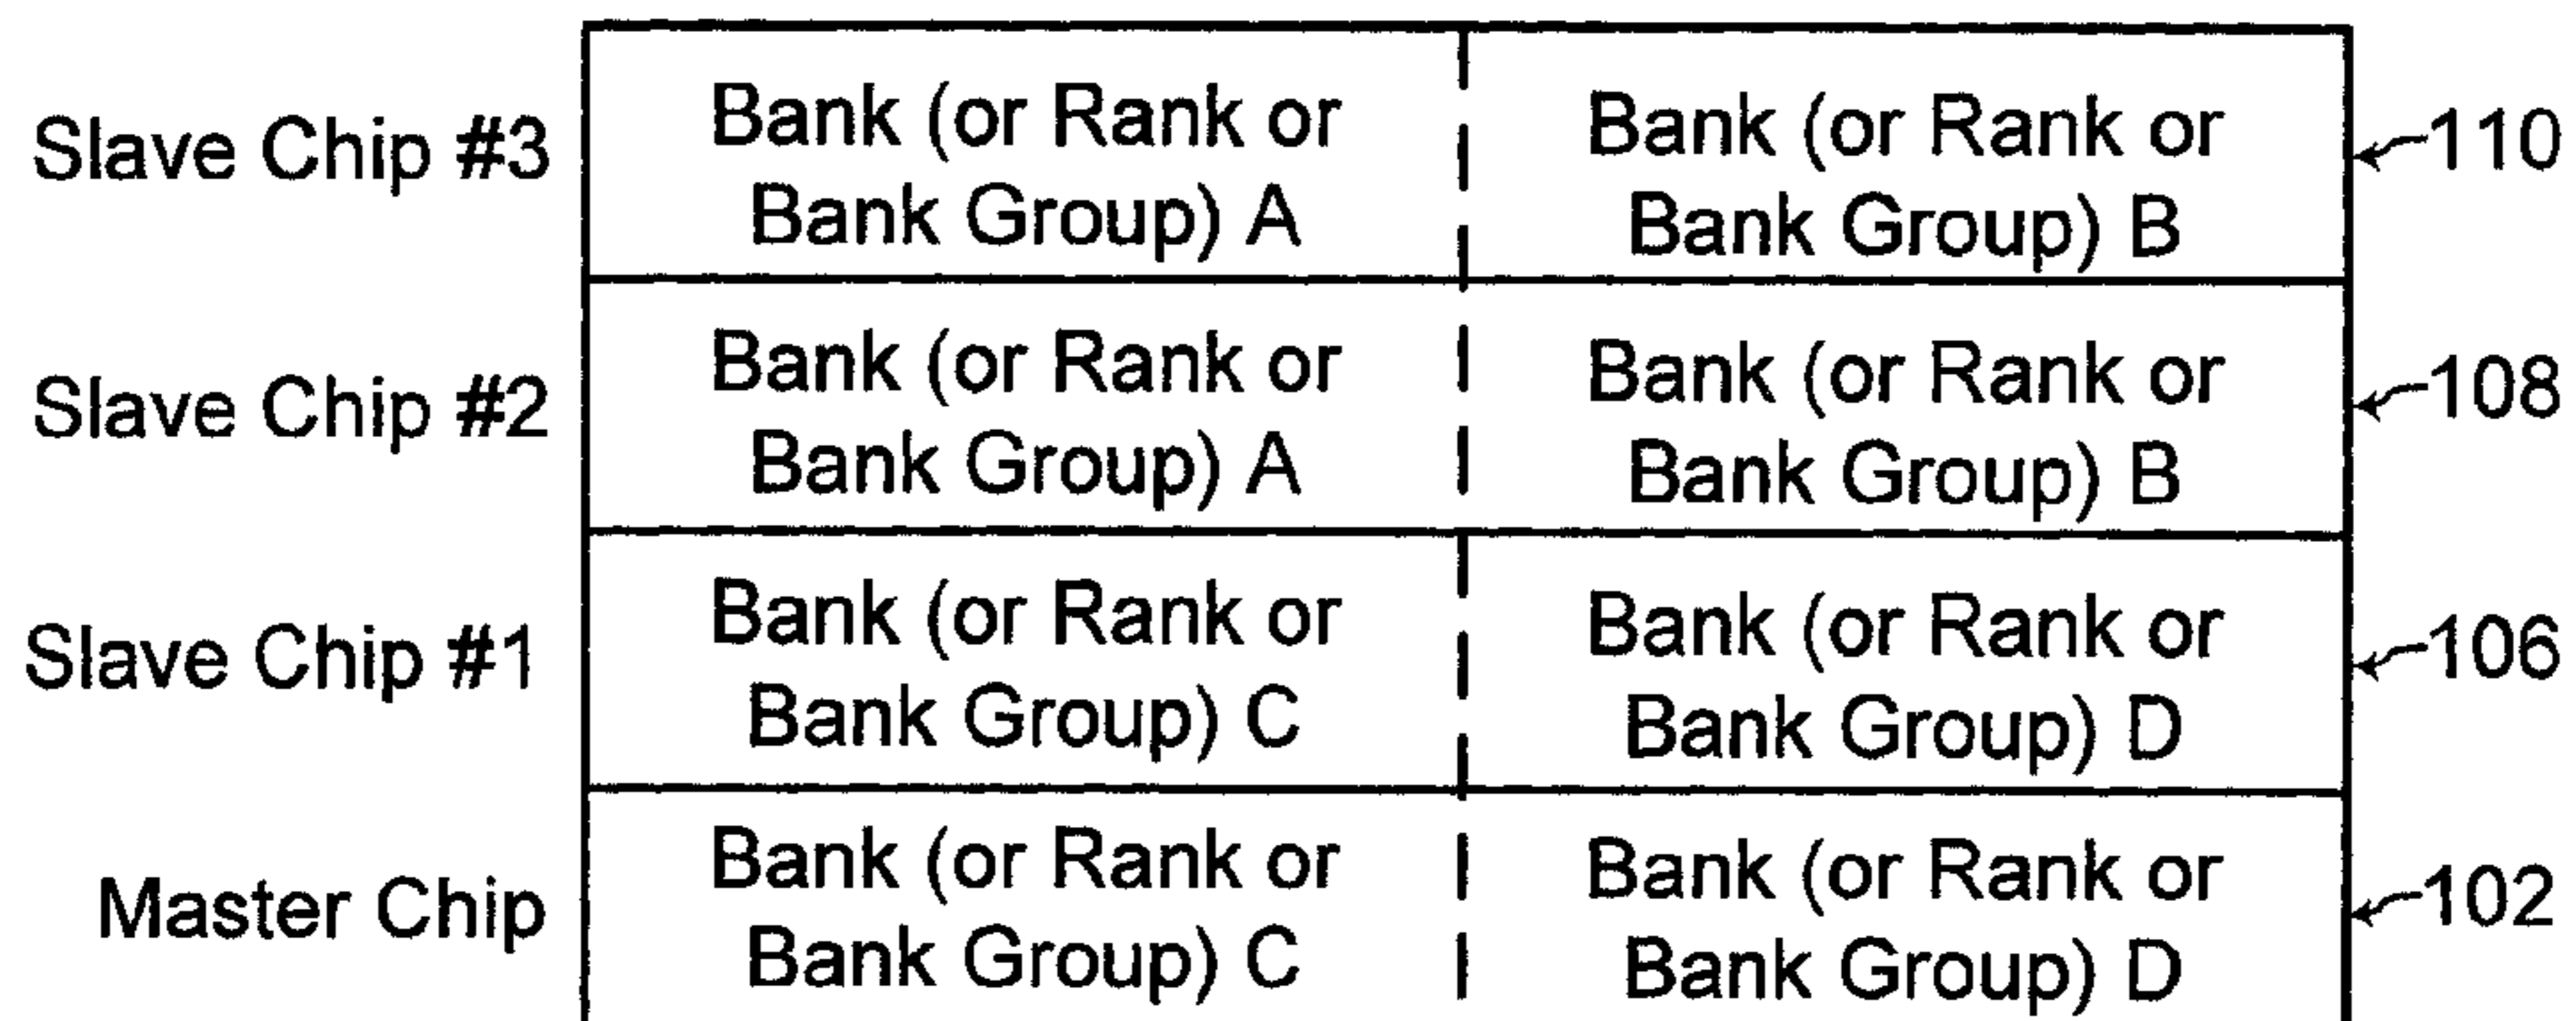 Slave Chip #3
Bank (or Rank or
Bank Group) A
Bank (or Rank or
Bank Group) B
110
Slave Chip #2
Bank (or Rank or
Bank Group) A
Bank (or Rank or
Bank Group) B
108
Slave Chip #1
Bank (or Rank or
Bank Group) C
Bank (or Rank or
Bank Group) D
106
Master Chip
Bank (or Rank or
Bank Group) C
Bank (or Rank or
Bank Group) D
102